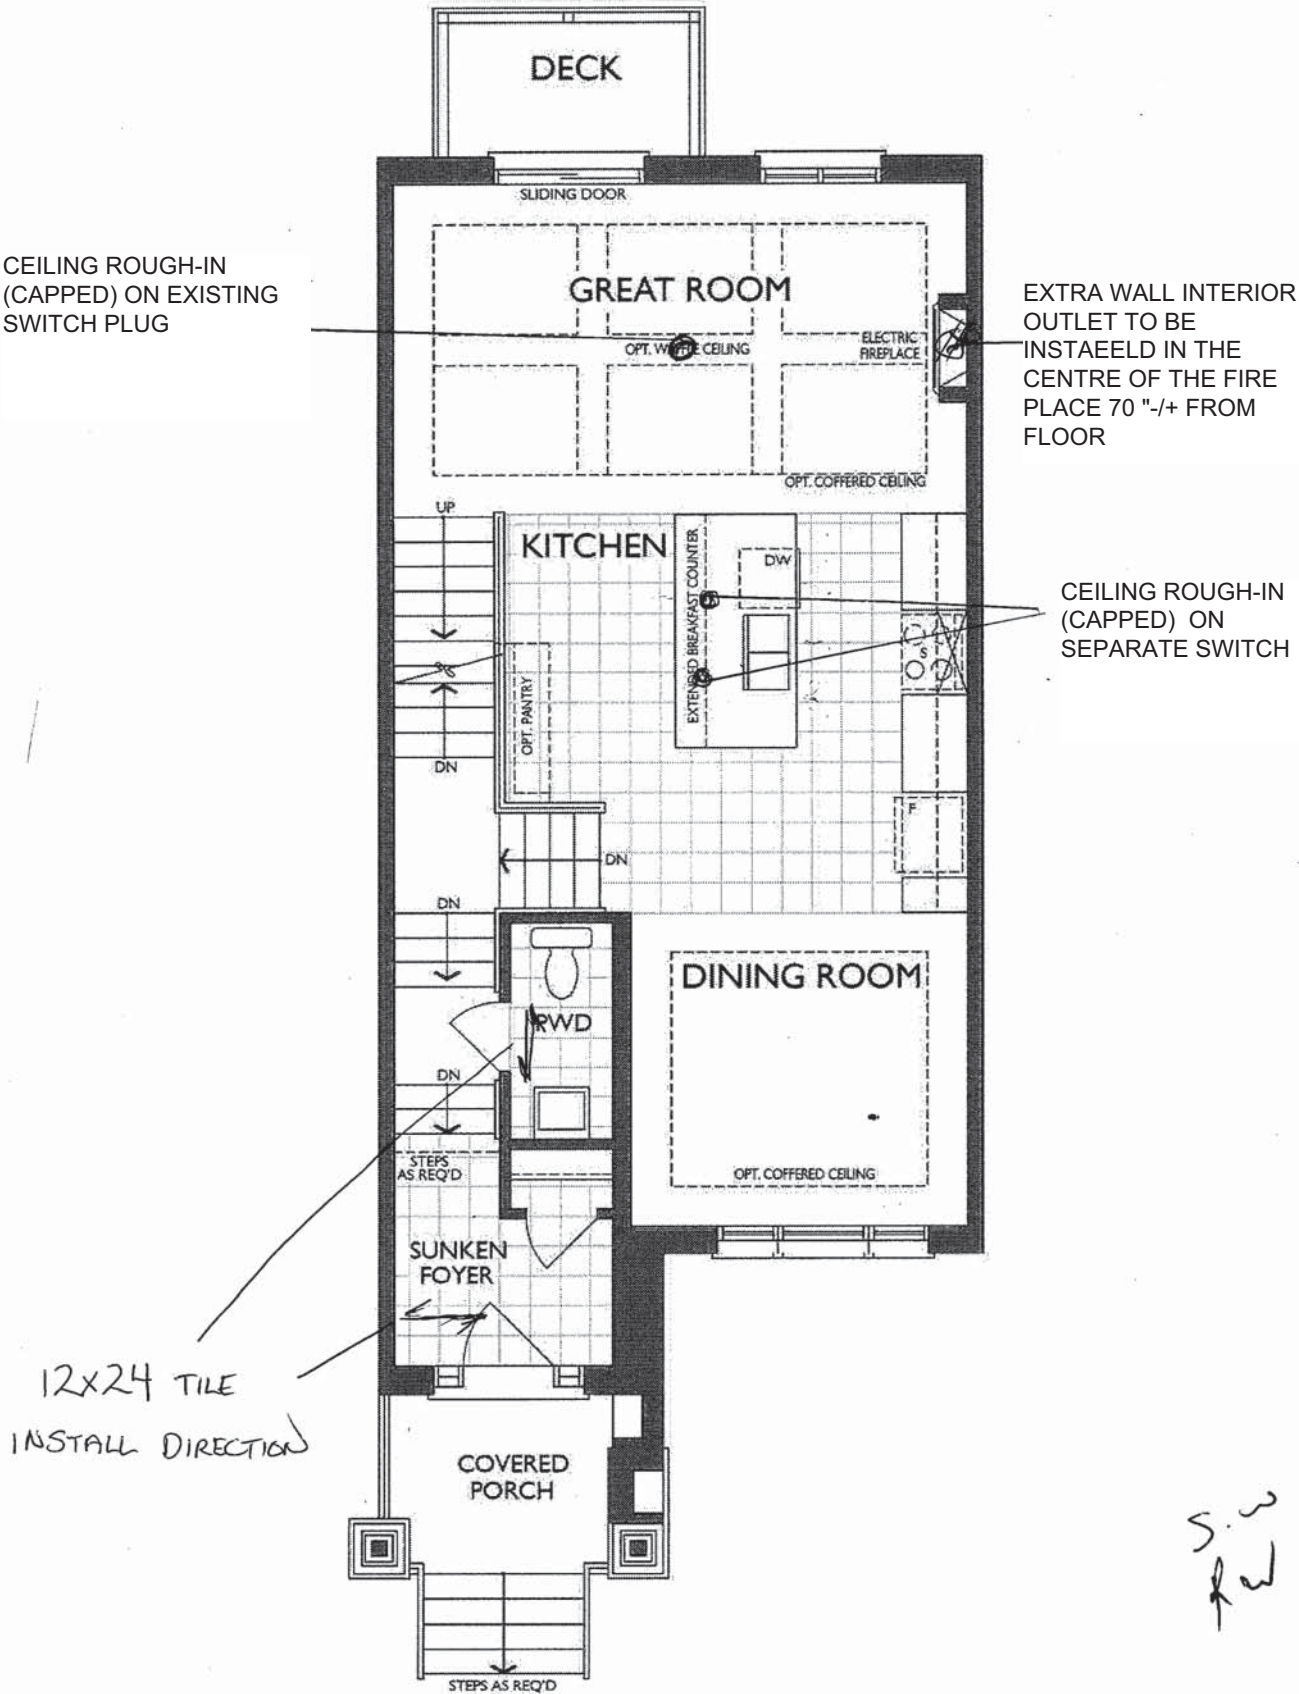 DECK
SLIDING DOOR
CEILING ROUGH-IN
(CAPPED) ON EXISTING
SWITCH PLUG
GREAT ROOM
OPT. WAFFLE CEILING
ELECTRIC
FIREPLACE
EXTRA WALL INTERIOR
OUTLET TO BE
INSTAEELD IN THE
CENTRE OF THE FIRE
PLACE 70 "-/+ FROM
FLOOR
OPT. COFFERED CEILING
UP
KITCHEN
EXTENDED BREAKFAST COUNTER
DW
CEILING ROUGH-IN
(CAPPED) ON
SEPARATE SWITCH
S
OPT. PANTRY
DN
F
DN
DN
PWD
DINING ROOM
DN
STEPS
AS REQ'D
OPT. COFFERED CEILING
SUNKEN
FOYER
12x24 TILE
INSTALL DIRECTION
COVERED
PORCH
S.W
STEPS AS REQ'D